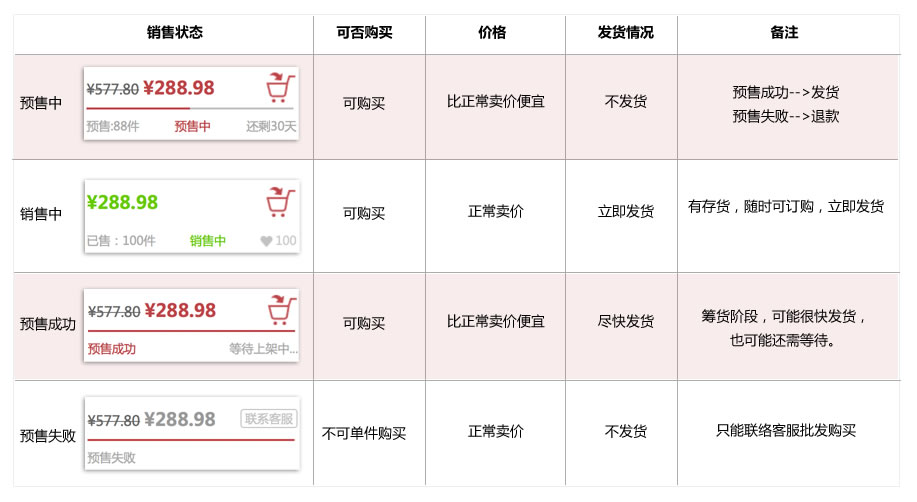 销售状态 可否购买 价格 发货情况 备注
预售中
¥577.80 ¥288.98
预售:88件 预售中 还剩30天
可购买
比正常卖价便宜
不发货
预售成功-->发货
预售失败-->退款
销售中
¥288.98
已售：100件 销售中 100
可购买
正常卖价
立即发货
有存货，随时可订购，立即发货
预售成功
¥577.80 ¥288.98
预售成功 等待上架中...
可购买
比正常卖价便宜
尽快发货
筹货阶段，可能很快发货，
也可能还需等待。
预售失败
¥577.80 ¥288.98 联系客服
预售失败
不可单件购买
正常卖价
不发货
只能联络客服批发购买